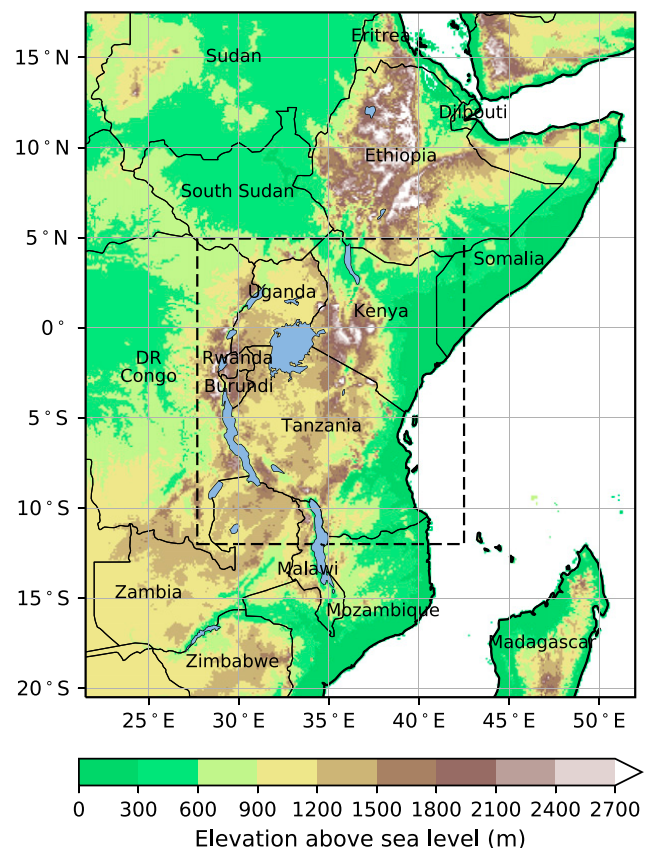 15°N
10°N
5°N
0°
5°S
10°S
15°S
20°S
Eritrea
Sudan
Djibouti
Ethiopia
South Sudan
Somalia
Uganda
Kenya
Rwanda
DR
Congo
Burundi
Tanzania
Malawi
Zambia
Mozambique
Madagascar
Zimbabwe
25°E
30°E
35°E
40°E
45°E
50°E
0 300 600 900 1200 1500 1800 2100 2400 2700
Elevation above sea level (m)